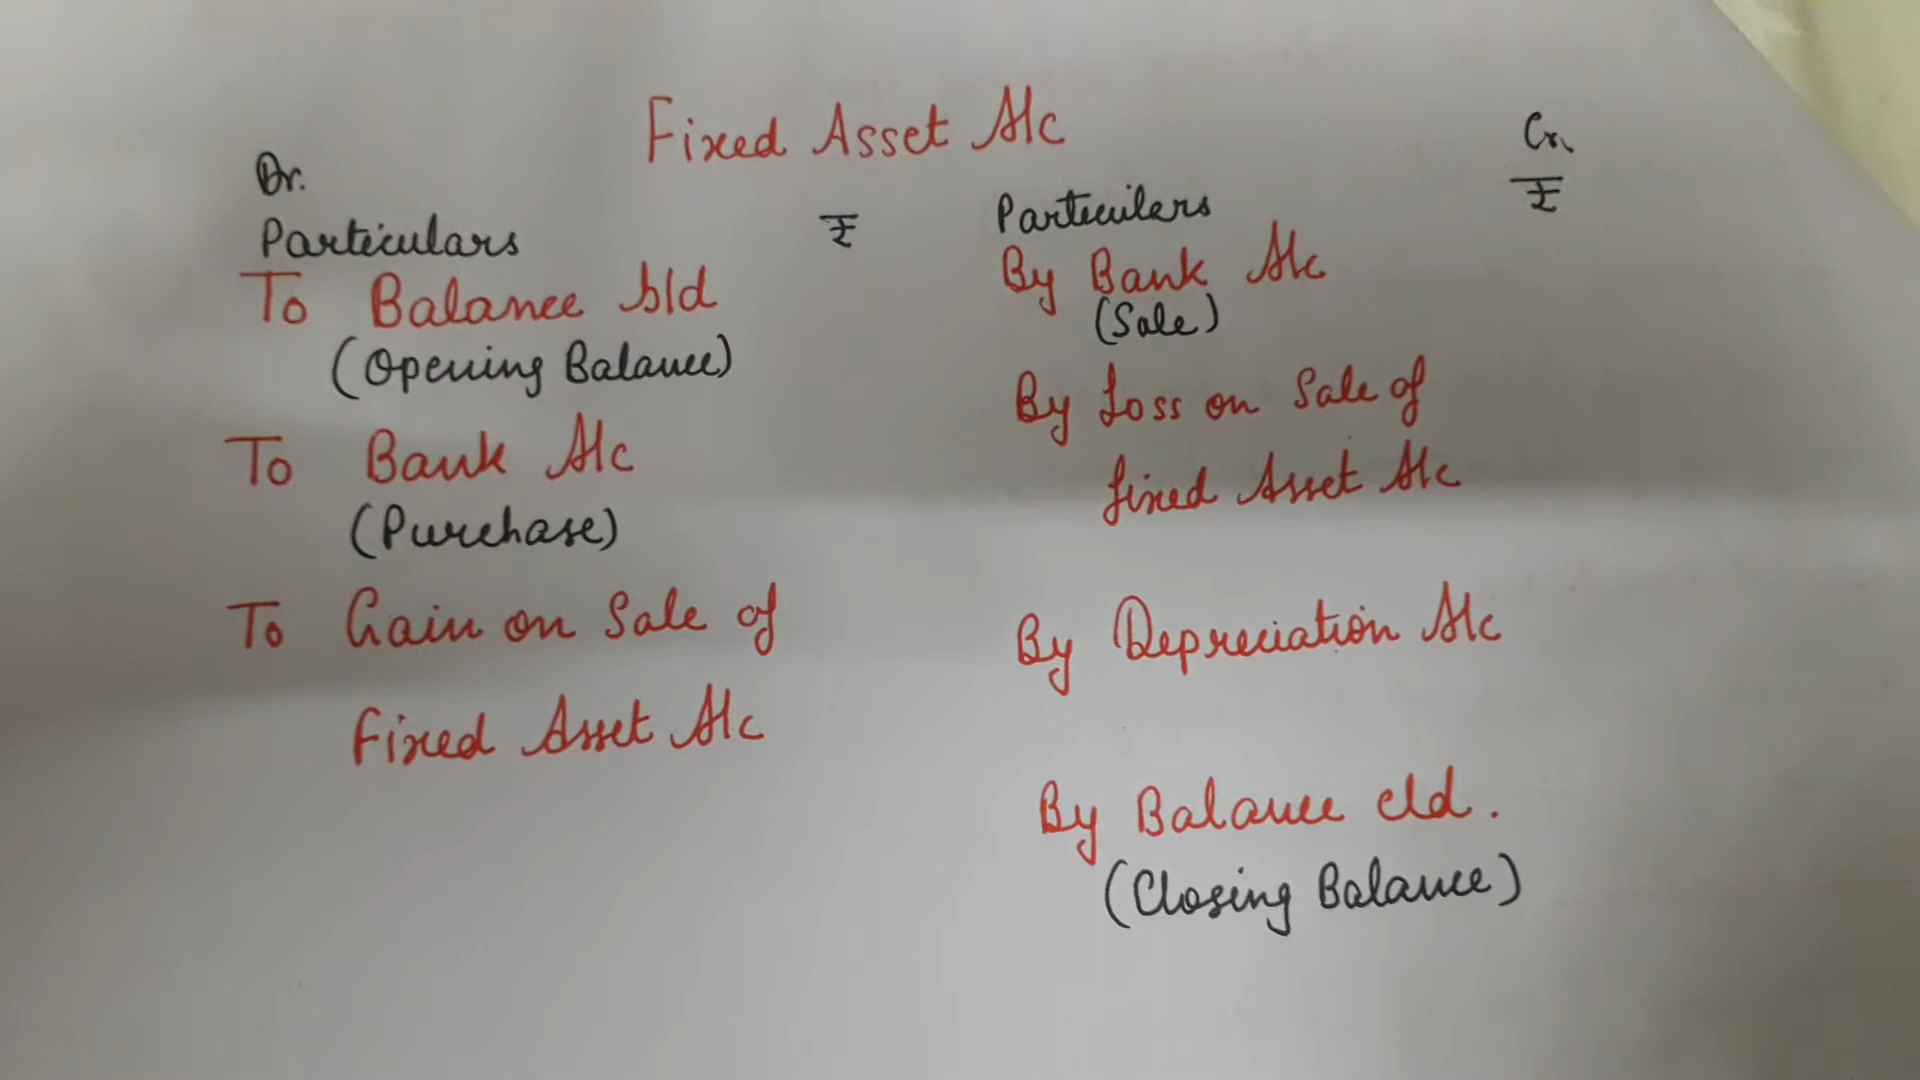 Fixed Asset A/c
Dr.
Cr.
Particulars ₹
Particulars ₹
To Balance b/d
(Opening Balance)
To Bank A/c
(Purchase)
To Gain on Sale of
Fixed Asset A/c
By Bank A/c
(Sale)
By Loss on Sale of
fixed Asset A/c
By Depreciation A/c
By Balance c/d.
(Closing Balance)